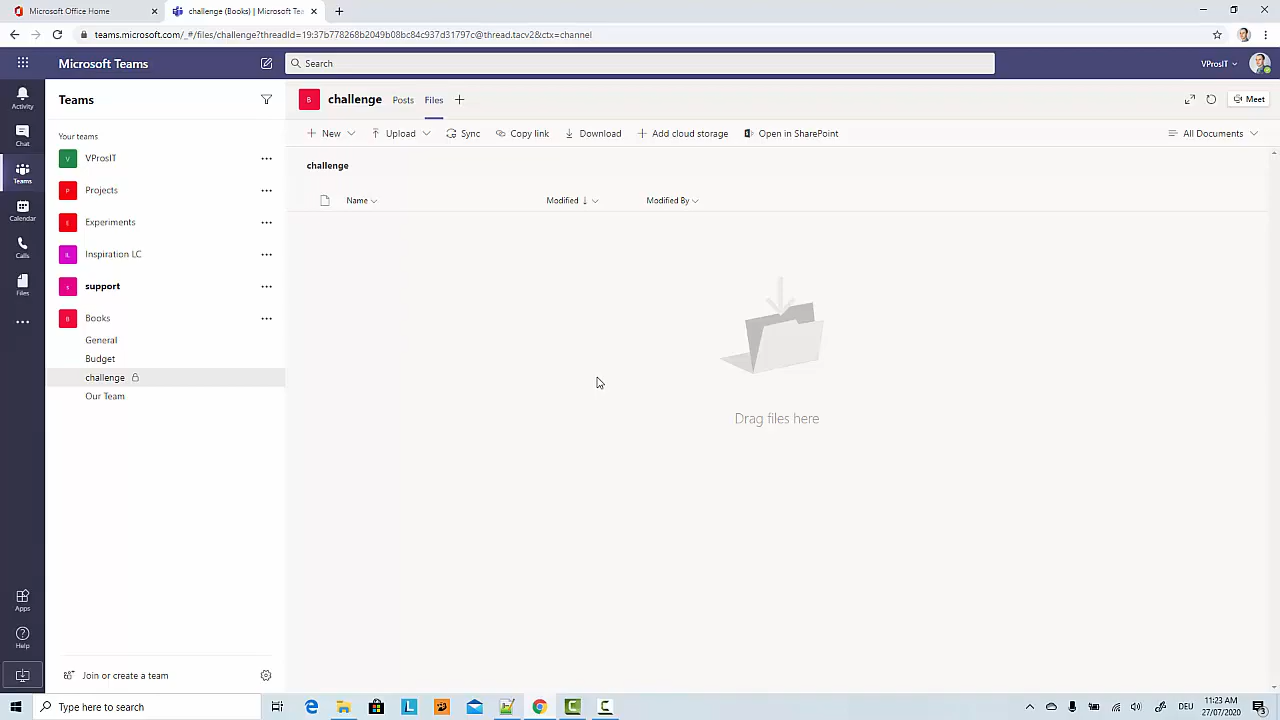 Microsoft Office Home
challenge (Books) | Microsoft Tea
teams.microsoft.com/_#/files/challenge?threadId=19:37b778268b2049b08bc84c937d31797c@thread.tacv2&ctx=channel
Microsoft Teams
Search
VProsIT
Activity
Chat
Teams
Calendar
Calls
Files
Apps
Help
Teams
Your teams
V VProsIT
P Projects
E Experiments
IL Inspiration LC
s support
B Books
General
Budget
challenge
Our Team
Join or create a team
B challenge Posts Files
Meet
New Upload Sync Copy link Download Add cloud storage Open in SharePoint All Documents
challenge
Name Modified Modified By
Drag files here
Type here to search
L
C C
DEU
11:23 AM
27/07/2020
3